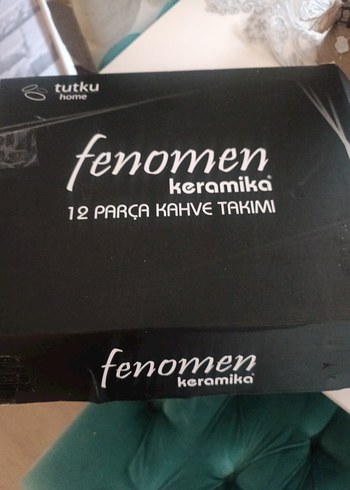 tutku
home
fenomen
keramika®
12 PARÇA KAHVE TAKIMI
fenomen
keramika®